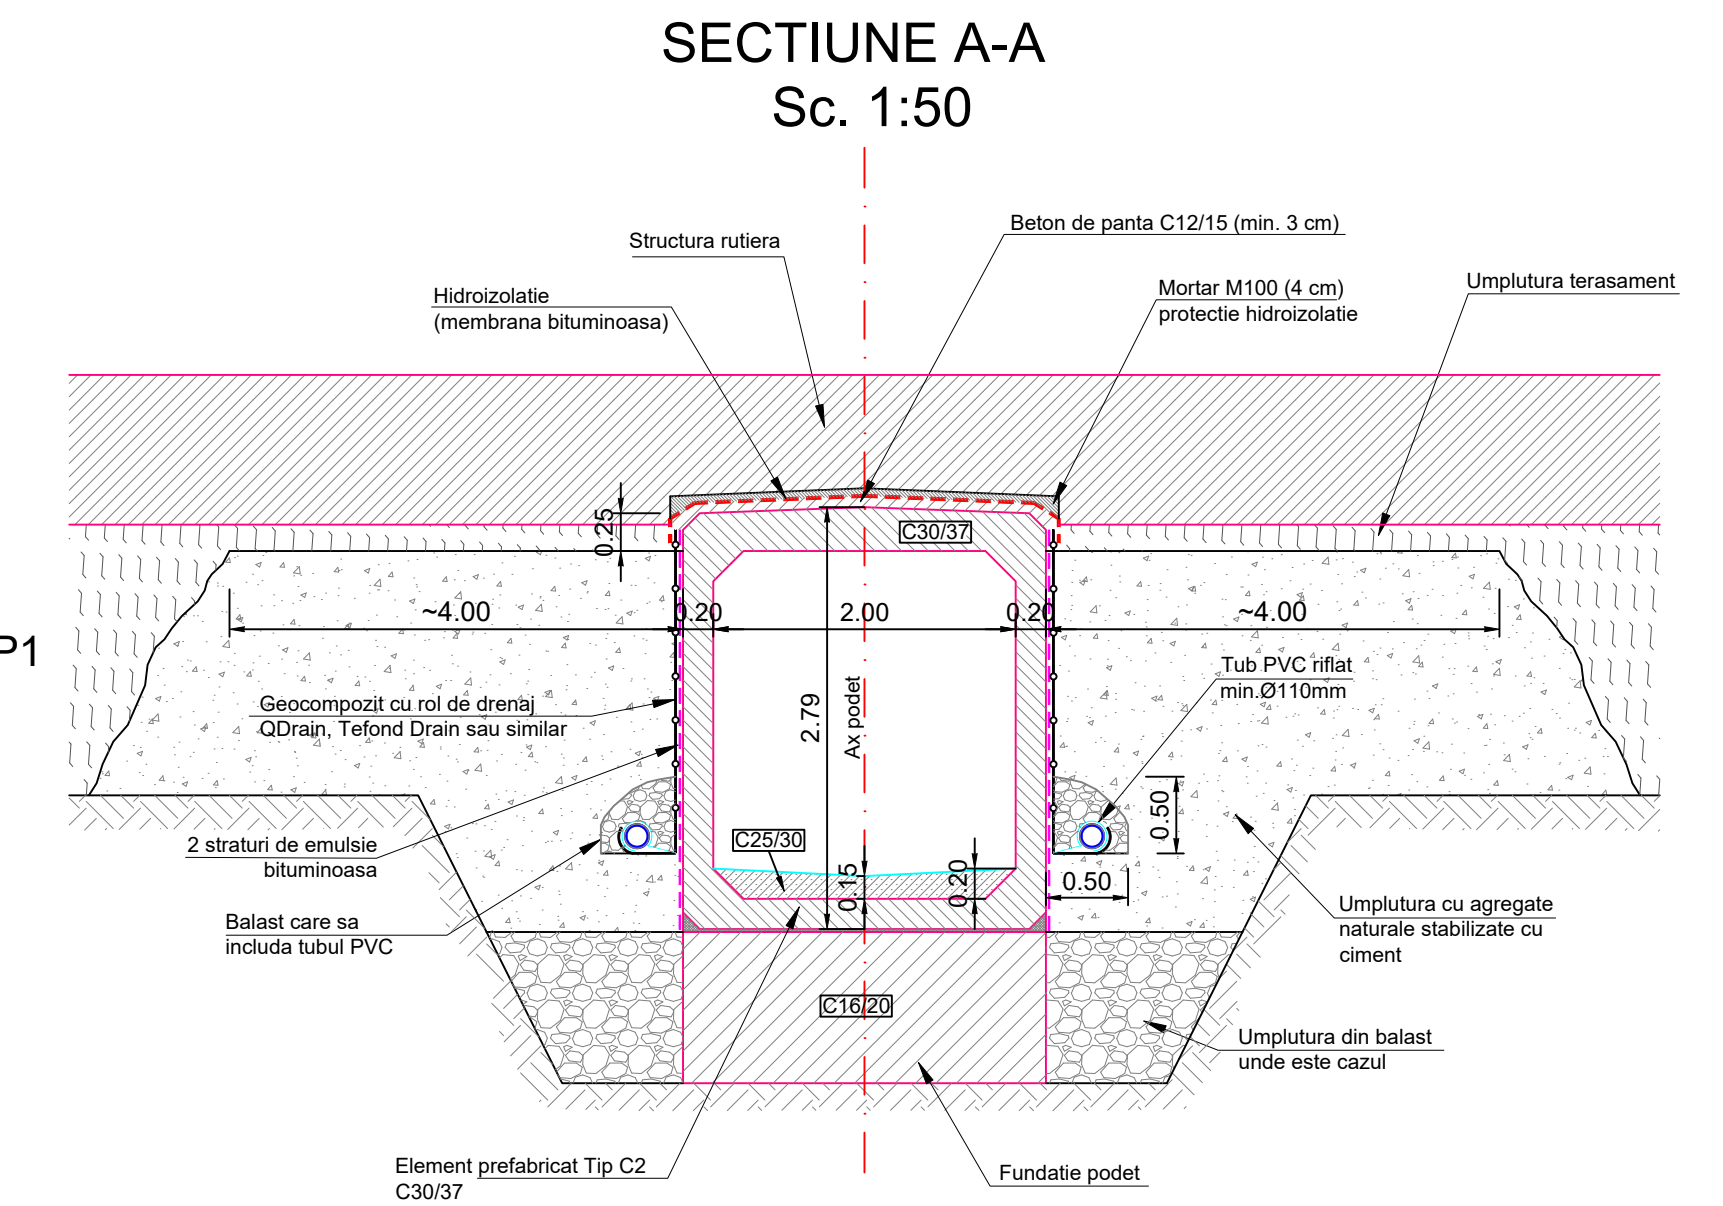 SECTIUNE A-A
Sc. 1:50
Beton de panta C12/15 (min. 3 cm)
Structura rutiera
Umplutura terasament
Hidroizolatie
(membrana bituminoasa)
Mortar M100 (4 cm)
protectie hidroizolatie
0.25
C30/37
~4.00
0.20
2.00
0.20
~4.00
P1
Tub PVC riflat
min.Ø110mm
Geocompozit cu rol de drenaj
QDrain, Tefond Drain sau similar
2.79
Ax podet
0.50
2 straturi de emulsie
bituminoasa
C25/30
0.15
0.20
0.50
Balast care sa
includa tubul PVC
Umplutura cu agregate
naturale stabilizate cu
ciment
C16/20
Umplutura din balast
unde este cazul
Element prefabricat Tip C2
C30/37
Fundatie podet